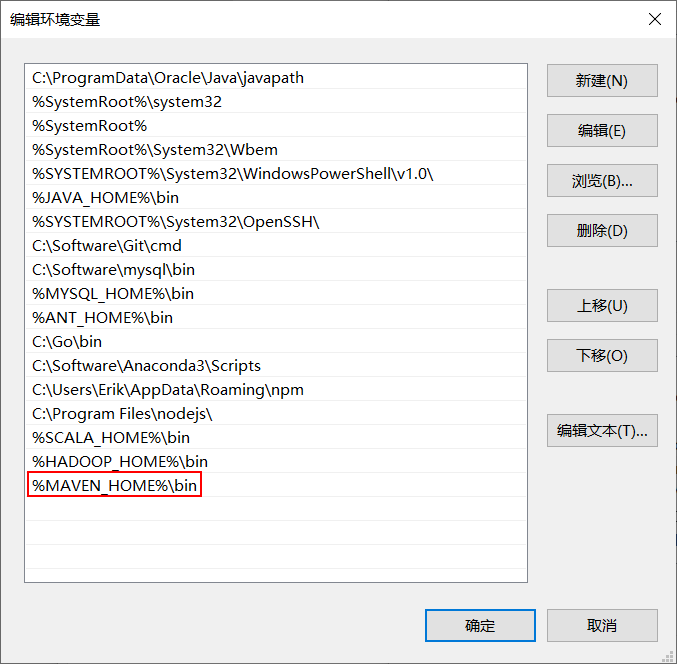 编辑环境变量
C:\ProgramData\Oracle\Java\javapath
%SystemRoot%\system32
%SystemRoot%
%SystemRoot%\System32\Wbem
%SYSTEMROOT%\System32\WindowsPowerShell\v1.0\
%JAVA_HOME%\bin
%SYSTEMROOT%\System32\OpenSSH\
C:\Software\Git\cmd
C:\Software\mysql\bin
%MYSQL_HOME%\bin
%ANT_HOME%\bin
C:\Go\bin
C:\Software\Anaconda3\Scripts
C:\Users\Erik\AppData\Roaming\npm
C:\Program Files\nodejs\
%SCALA_HOME%\bin
%HADOOP_HOME%\bin
%MAVEN_HOME%\bin
新建(N)
编辑(E)
浏览(B)...
删除(D)
上移(U)
下移(O)
编辑文本(T)...
确定
取消